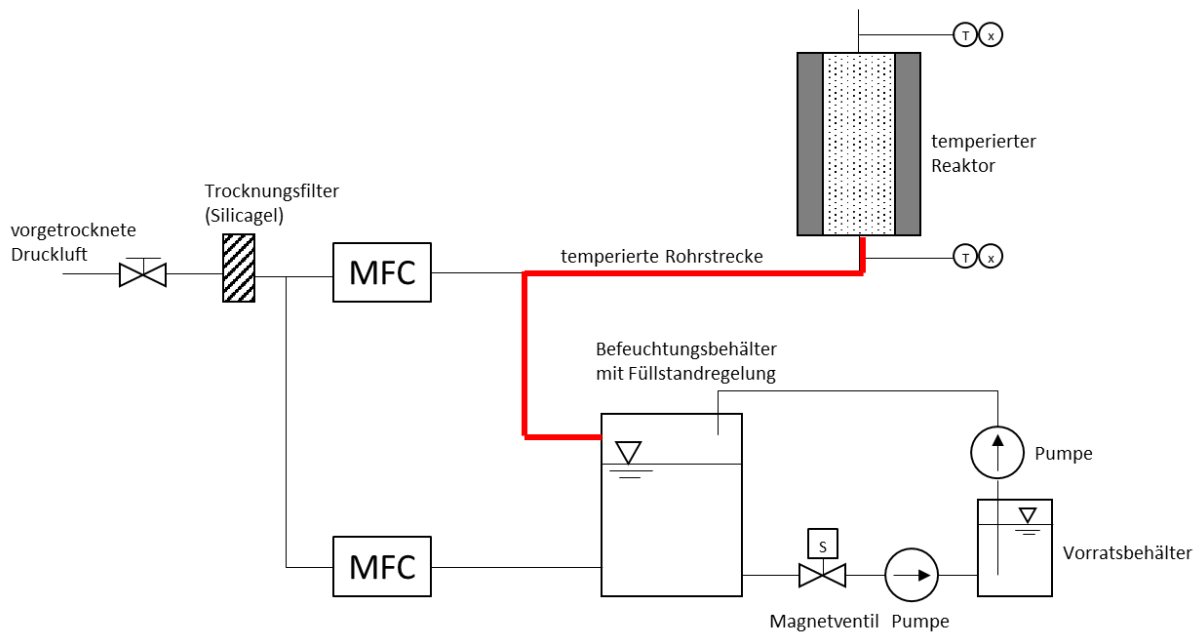 T x
temperierter
Reaktor
Trocknungsfilter
(Silicagel)
vorgetrocknete
Druckluft
MFC
temperierte Rohrstrecke
T x
Befeuchtungsbehälter
mit Füllstandregelung
Pumpe
MFC
S
Vorratsbehälter
Magnetventil Pumpe